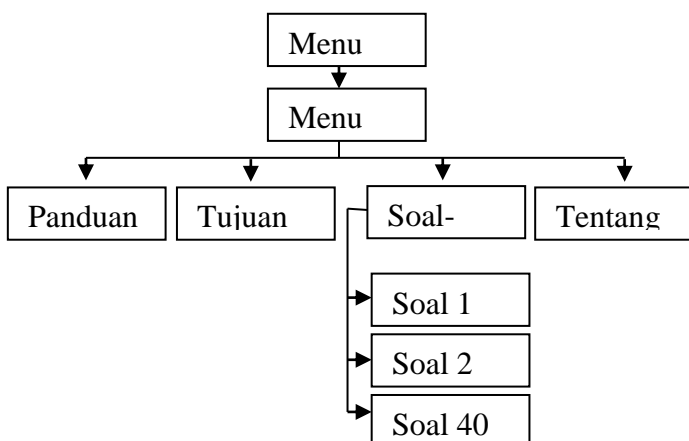 Menu
Menu
Panduan
Tujuan
Soal-
Tentang
Soal 1
Soal 2
Soal 40